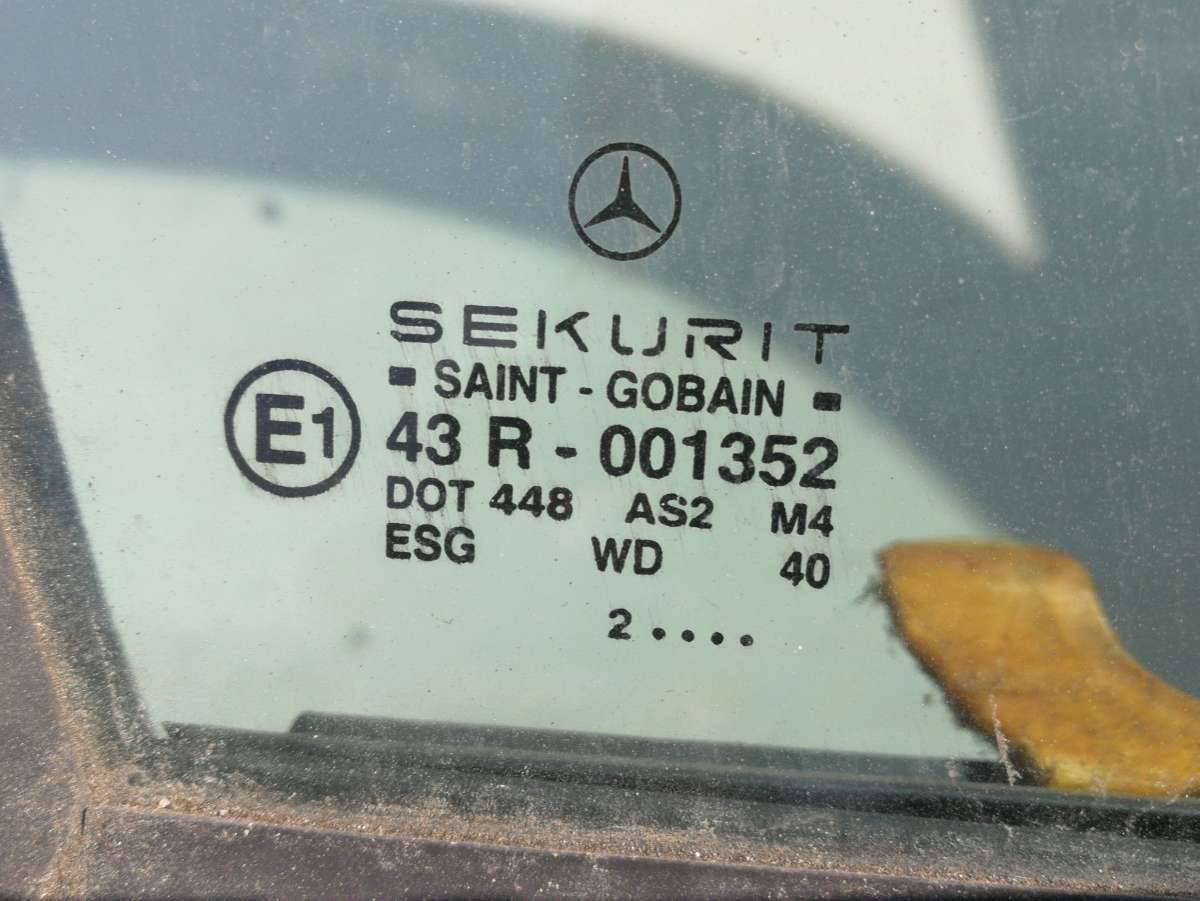 SEKURIT
SAINT-GOBAIN
E1 43 R - 001352
DOT 448 AS2 M4
ESG WD 40
2 ....